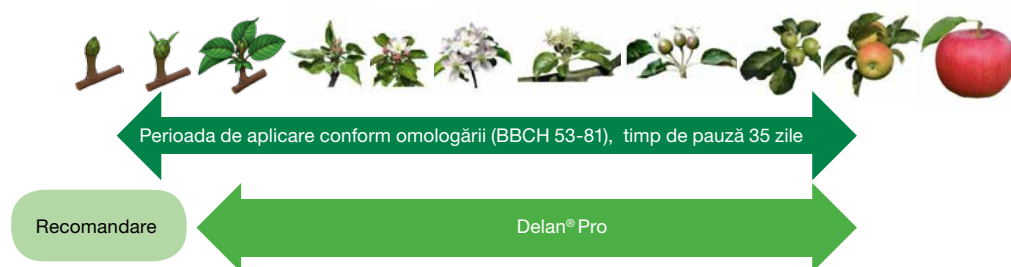 Perioada de aplicare conform omologării (BBCH 53-81), timp de pauză 35 zile
Recomandare
Delan® Pro